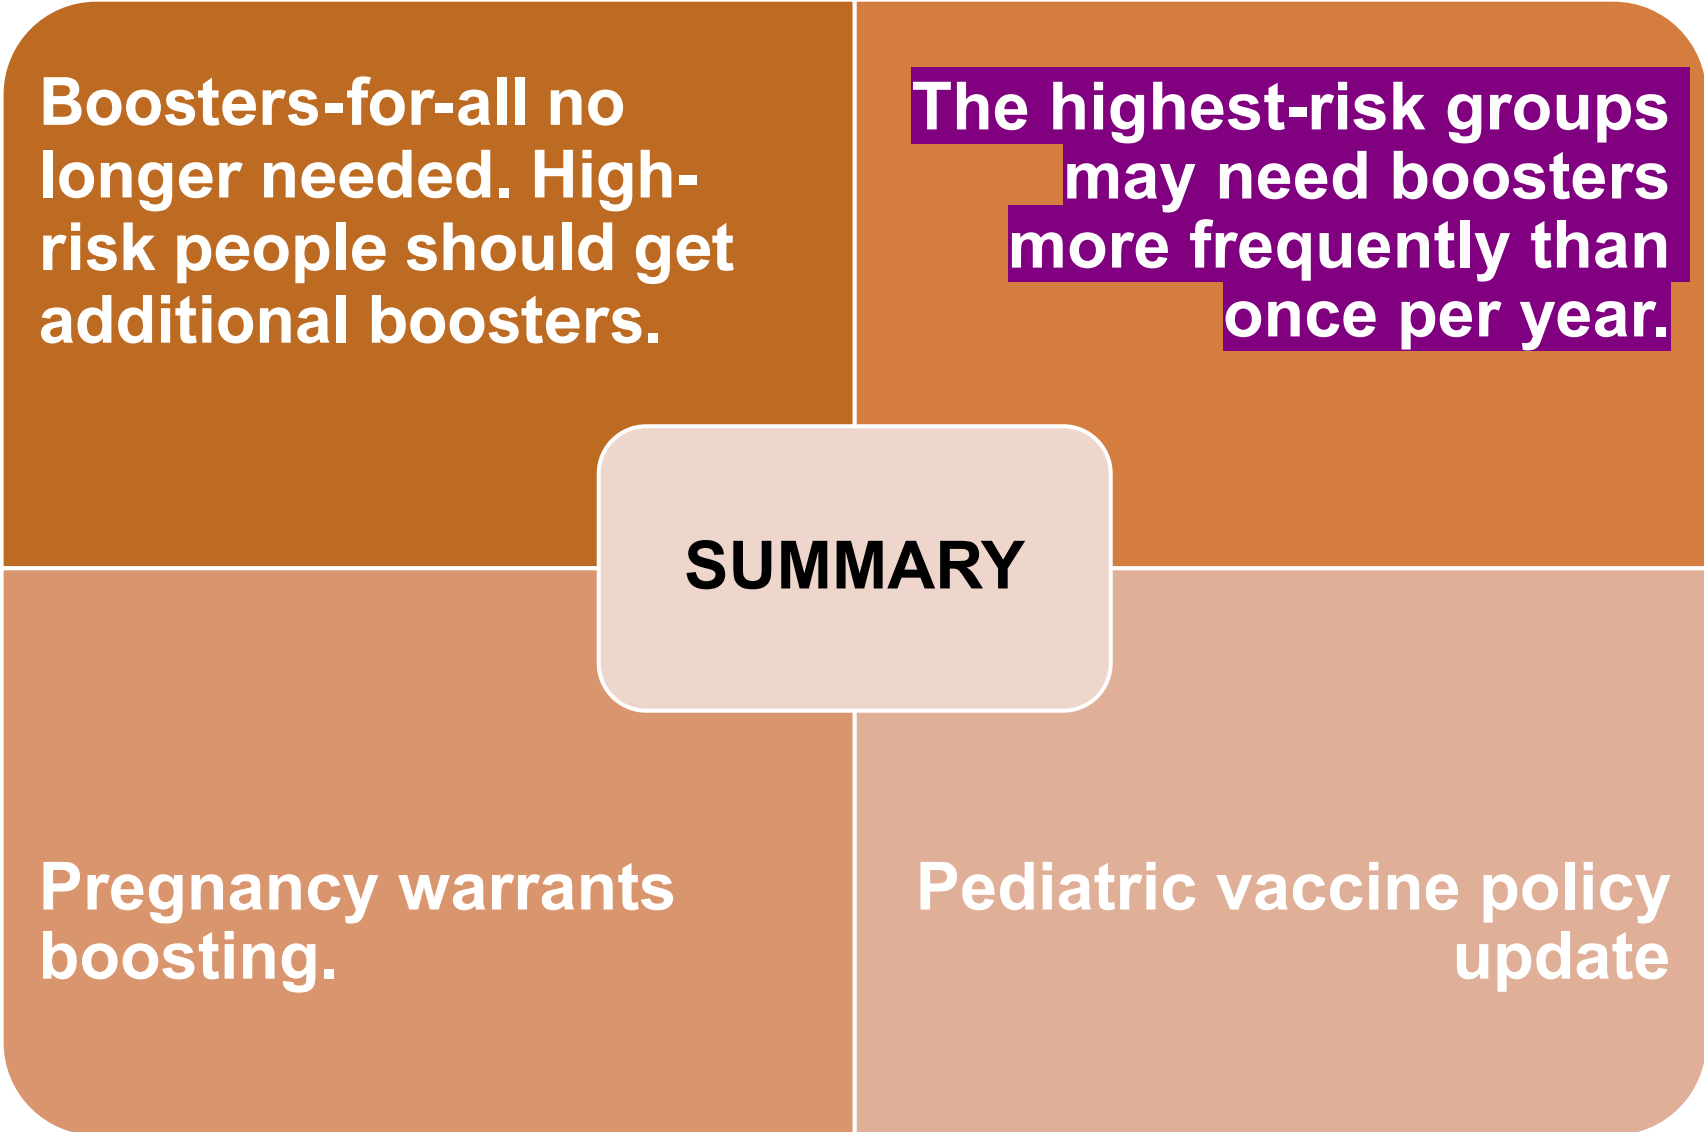 Boosters-for-all no
longer needed. High-
risk people should get
additional boosters.
The highest-risk groups
may need boosters
more frequently than
once per year.
SUMMARY
Pregnancy warrants
boosting.
Pediatric vaccine policy
update